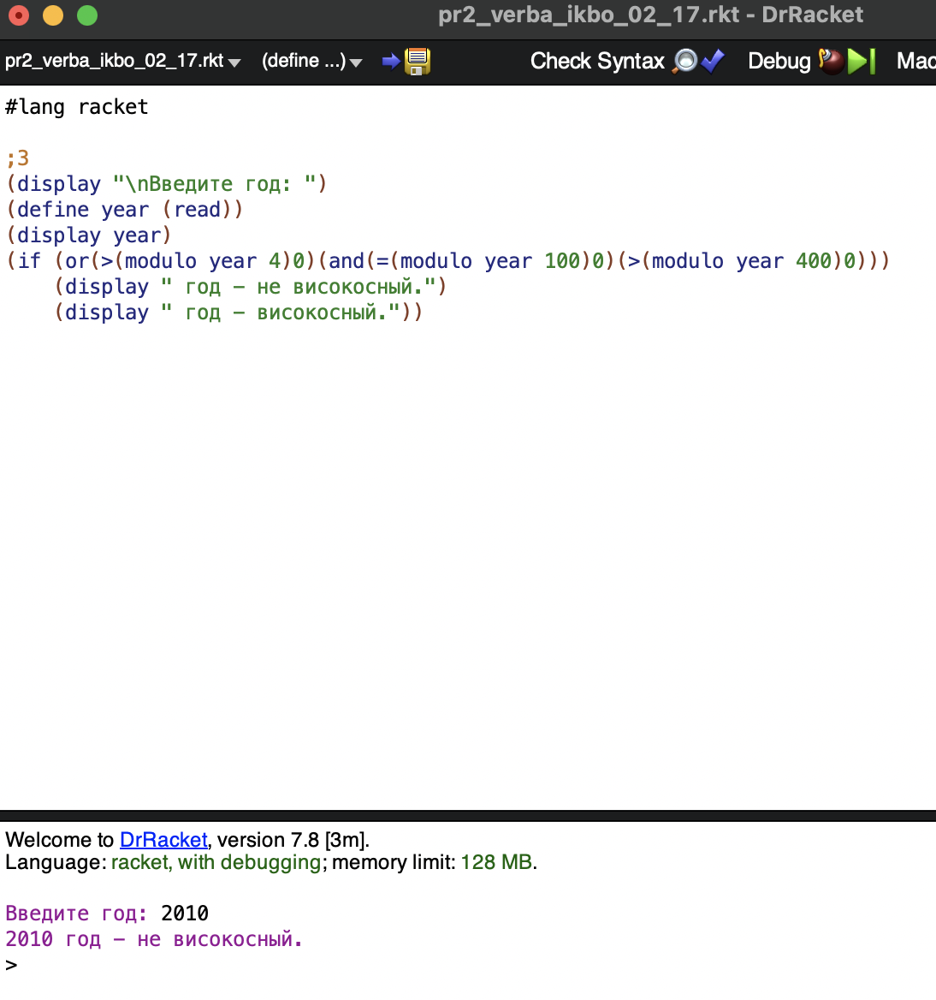 pr2_verba_ikbo_02_17.rkt - DrRacket
pr2_verba_ikbo_02_17.rkt (define ...) Check Syntax Debug Mac
#lang racket
;3
(display "\nВведите год: ")
(define year (read))
(display year)
(if (or(>(modulo year 4)0)(and(=(modulo year 100)0)(>(modulo year 400)0)))
    (display " год - не високосный.")
    (display " год - високосный."))
Welcome to DrRacket, version 7.8 [3m].
Language: racket, with debugging; memory limit: 128 MB.
Введите год: 2010
2010 год - не високосный.
>